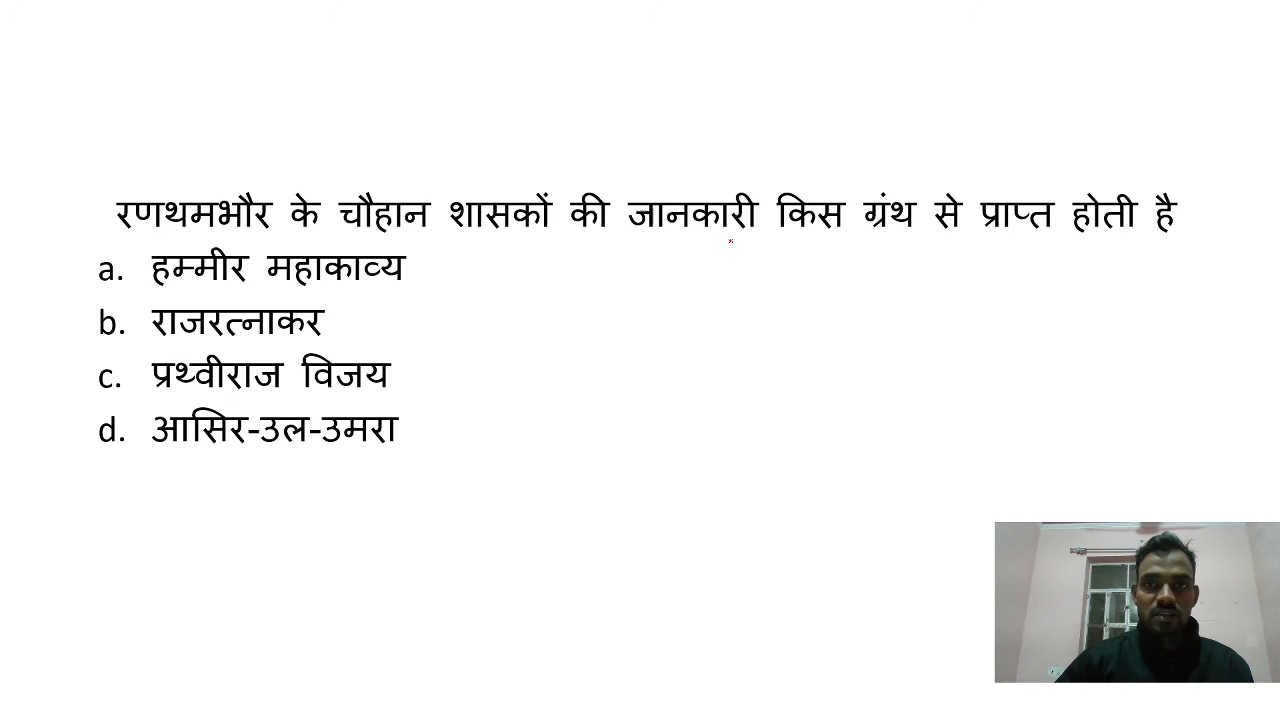 रणथमभौर के चौहान शासकों की जानकारी किस ग्रंथ से प्राप्त होती है
a. हम्मीर महाकाव्य
b. राजरत्नाकर
c. प्रथ्वीराज विजय
d. आसिर-उल-उमरा